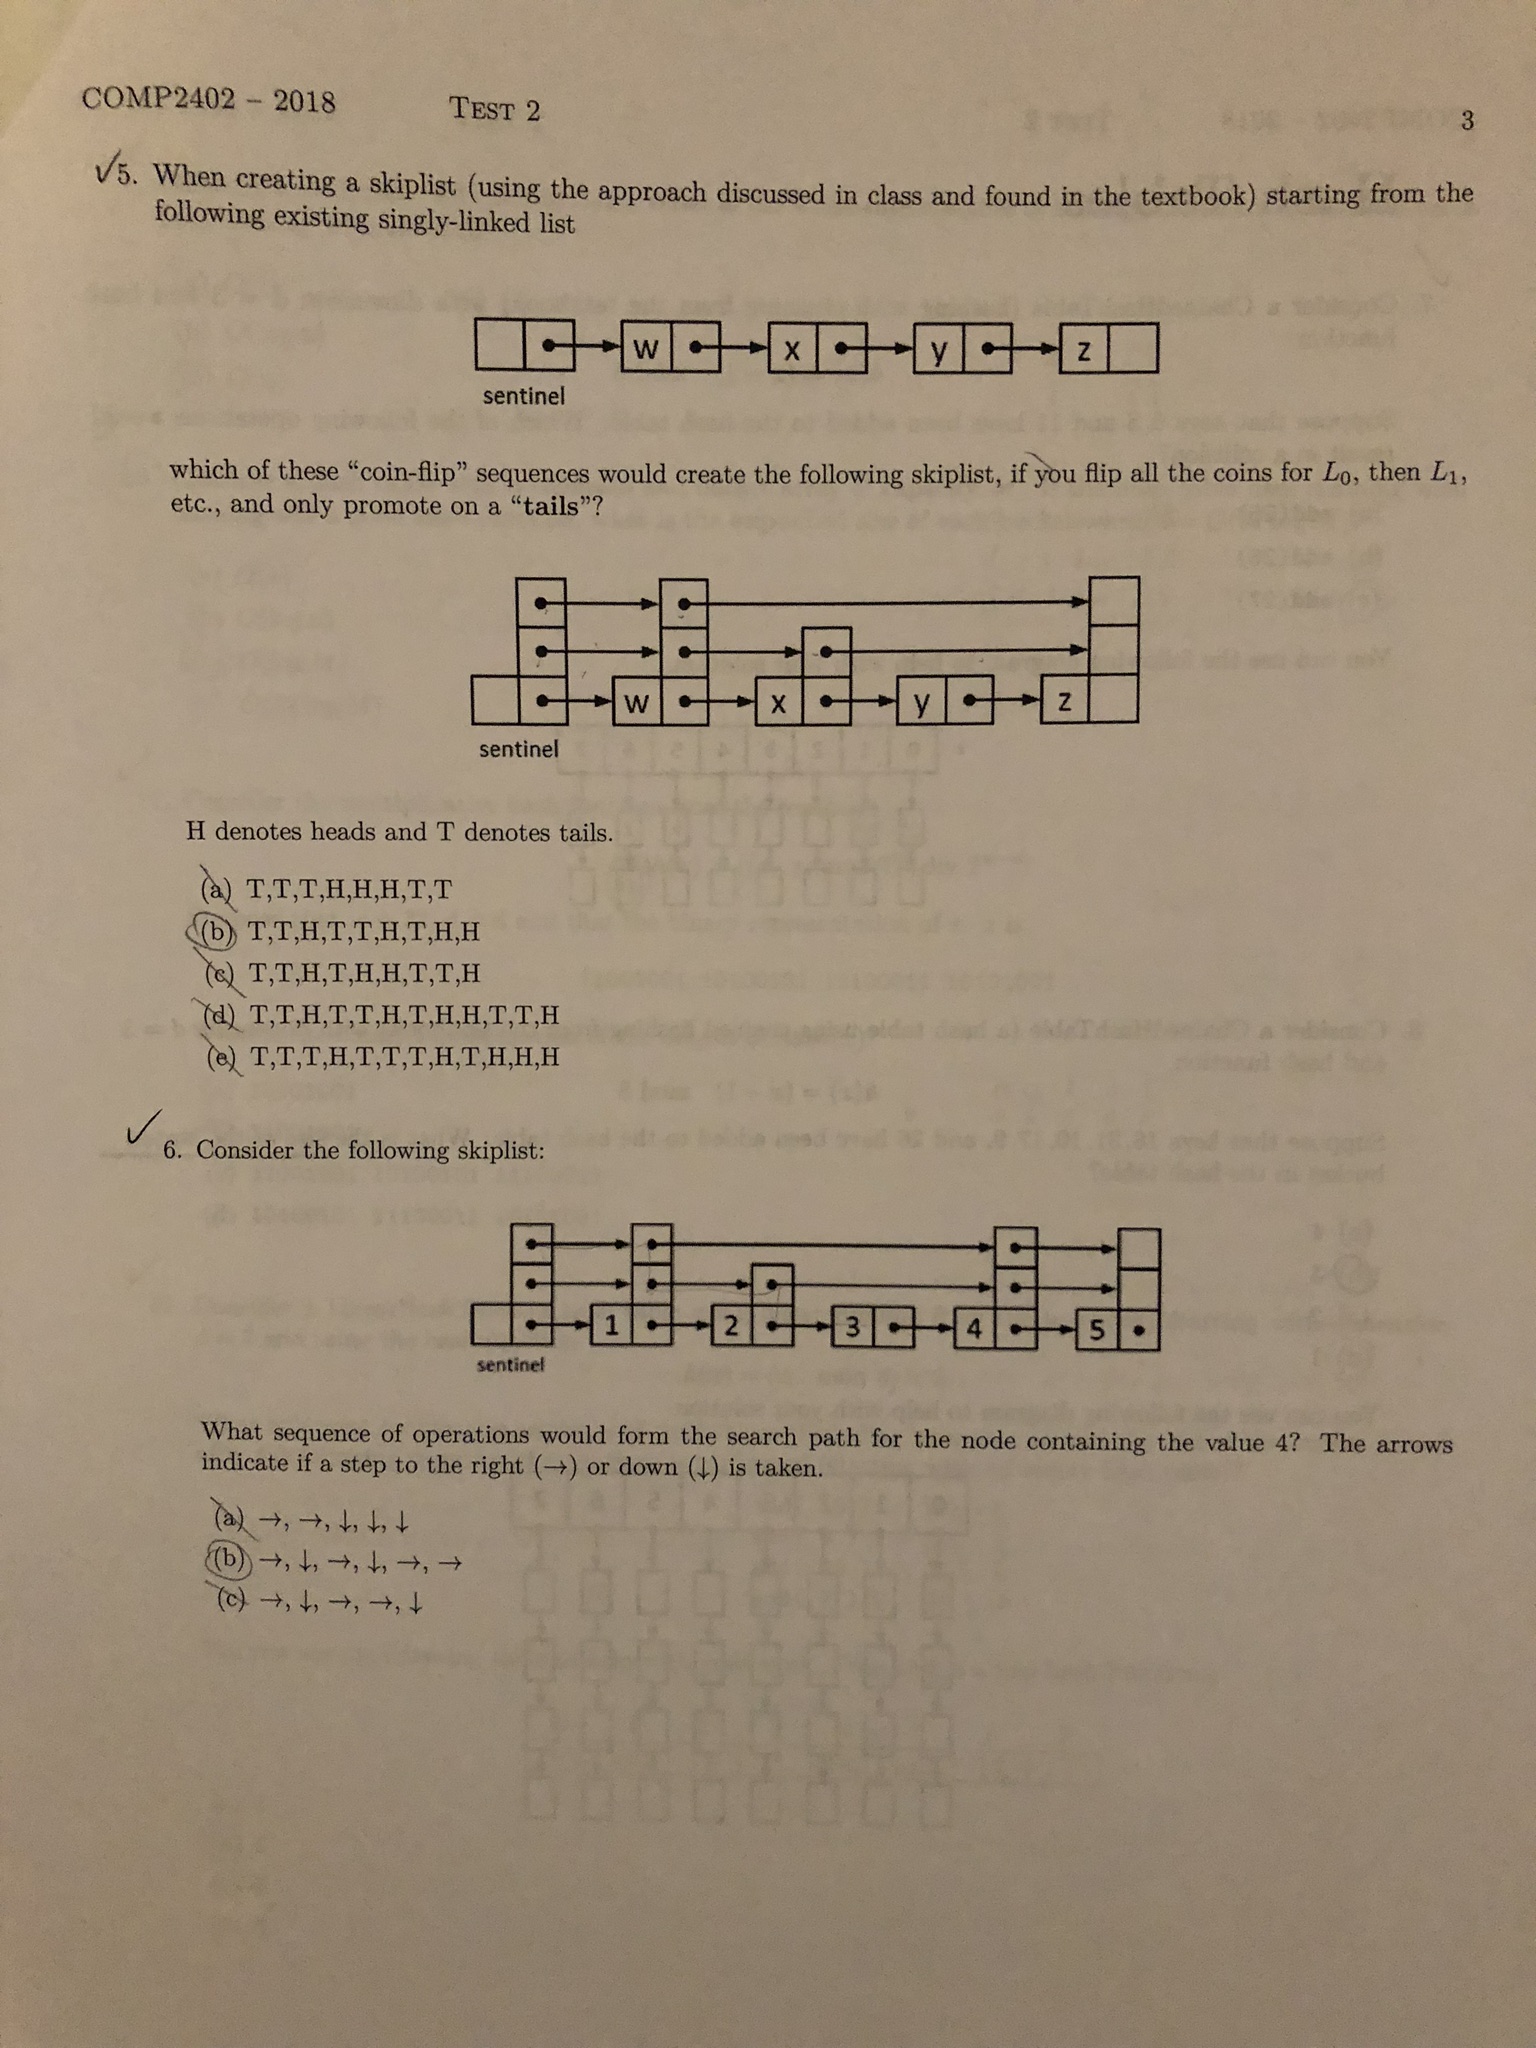 COMP2402 – 2018 TEST 2 3
✓5. When creating a skiplist (using the approach discussed in class and found in the textbook) starting from the
following existing singly-linked list
w x y z
sentinel
which of these “coin-flip” sequences would create the following skiplist, if you flip all the coins for L₀, then L₁,
etc., and only promote on a “tails”?
w x y z
sentinel
H denotes heads and T denotes tails.
(a) T,T,T,H,H,H,T,T
(b) T,T,H,T,T,H,T,H,H
(c) T,T,H,T,H,H,T,T,H
(d) T,T,H,T,T,H,T,H,H,T,T,H
(e) T,T,T,H,T,T,T,H,T,H,H,H
✓
6. Consider the following skiplist:
1 2 3 4 5
sentinel
What sequence of operations would form the search path for the node containing the value 4? The arrows
indicate if a step to the right (→) or down (↓) is taken.
(a) →, →, ↓, ↓, ↓
(b) →, ↓, →, ↓, →, →
(c) →, ↓, →, →, ↓